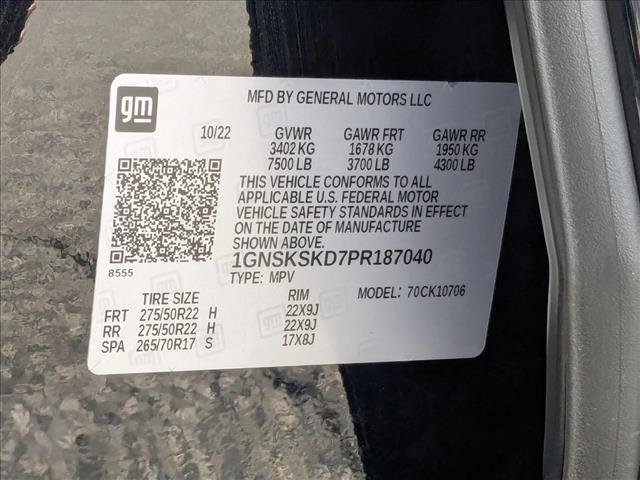 gm
MFD BY GENERAL MOTORS LLC
10/22 GVWR GAWR FRT GAWR RR
3402 KG 1678 KG 1950 KG
7500 LB 3700 LB 4300 LB
THIS VEHICLE CONFORMS TO ALL
APPLICABLE U.S. FEDERAL MOTOR
VEHICLE SAFETY STANDARDS IN EFFECT
ON THE DATE OF MANUFACTURE
SHOWN ABOVE.
8555
1GNSKSKD7PR187040
TYPE: MPV
MODEL: 70CK10706
TIRE SIZE RIM
FRT 275/50R22 H 22X9J
RR 275/50R22 H 22X9J
SPA 265/70R17 S 17X8J